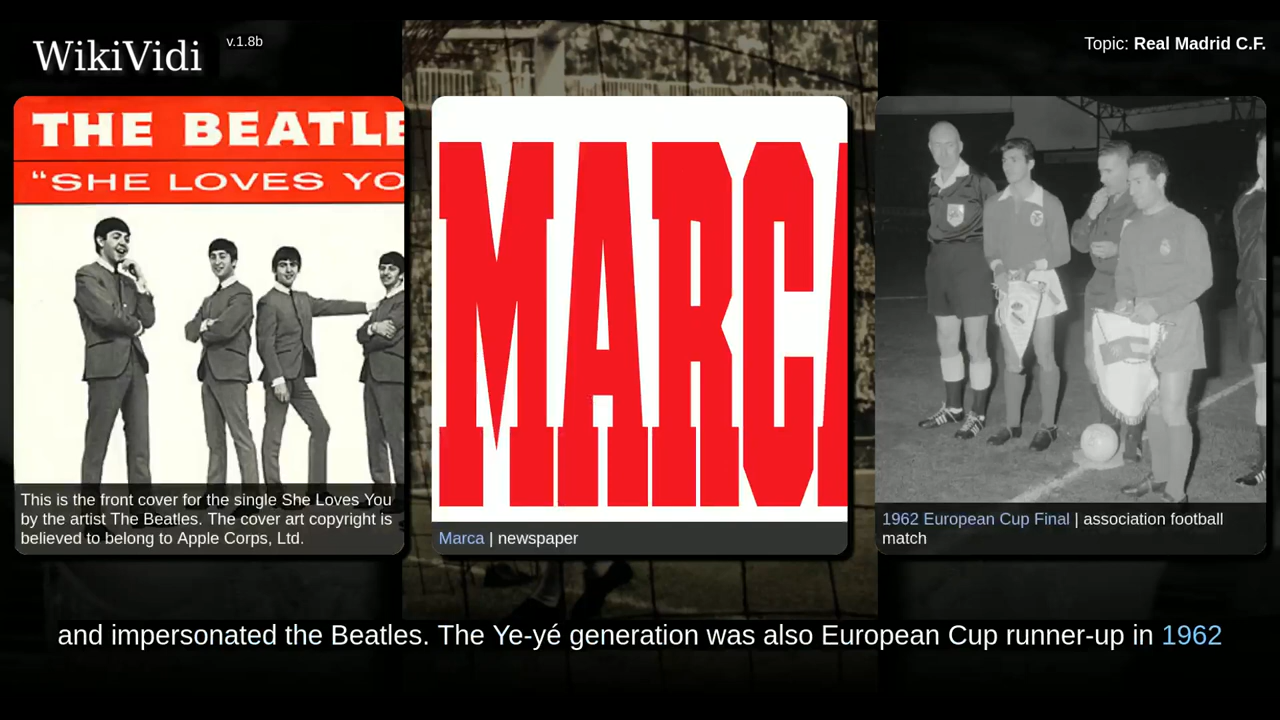 WikiVidi
v.1.8b
Topic: Real Madrid C.F.
THE BEATLE
“SHE LOVES YO
This is the front cover for the single She Loves You
by the artist The Beatles. The cover art copyright is
believed to belong to Apple Corps, Ltd.
MARCA
Marca | newspaper
1962 European Cup Final | association football
match
and impersonated the Beatles. The Ye-yé generation was also European Cup runner-up in 1962